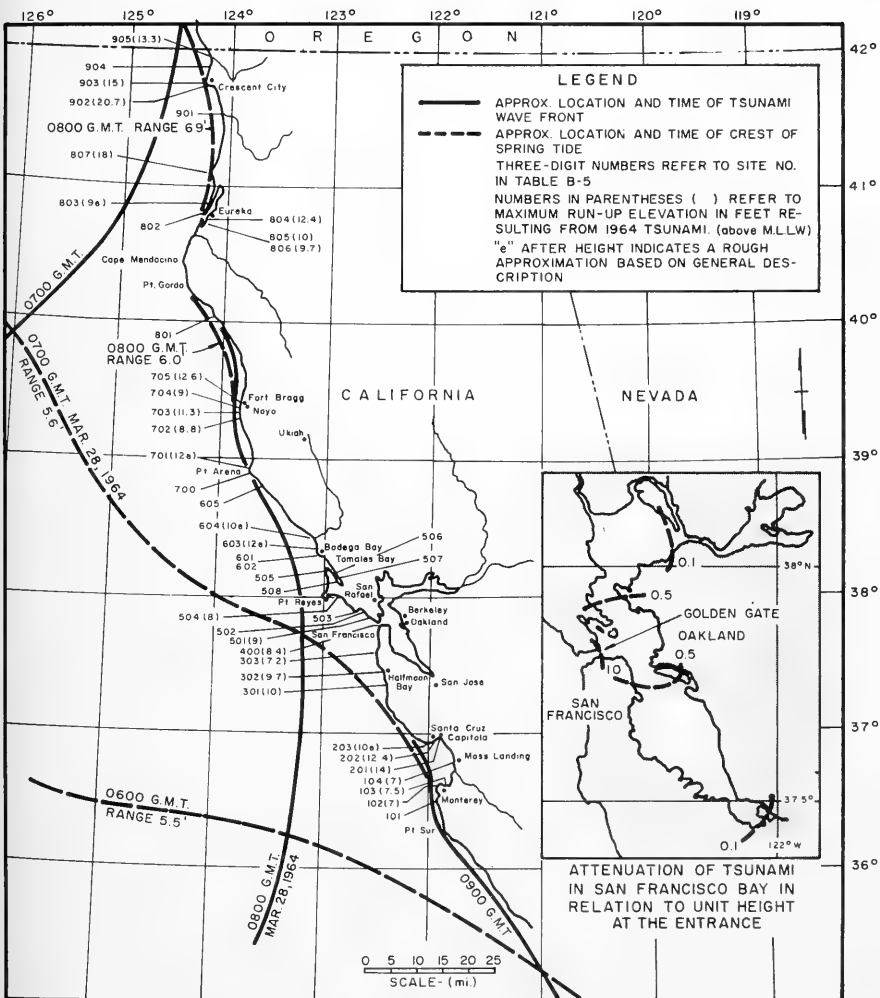 126° 125° 124° 123° 122° 121° 120° 119°
OREGON
42°
41°
40°
39°
38°
37°
36°
LEGEND
APPROX. LOCATION AND TIME OF TSUNAMI
WAVE FRONT
APPROX. LOCATION AND TIME OF CREST OF
SPRING TIDE
THREE-DIGIT NUMBERS REFER TO SITE NO.
IN TABLE B-5
NUMBERS IN PARENTHESES ( ) REFER TO
MAXIMUM RUN-UP ELEVATION IN FEET RE-
SULTING FROM 1964 TSUNAMI. (above M.L.L.W)
"e" AFTER HEIGHT INDICATES A ROUGH
APPROXIMATION BASED ON GENERAL DES-
CRIPTION
905 (13.3)
904
903 (15)
Crescent City
902 (20.7)
901
0800 G.M.T. RANGE 6.9'
807 (18)
803 (9e)
802
Eureka
804 (12.4)
805 (10)
806 (9.7)
Cape Mendocino
Pt. Gorda
0700 G.M.T.
801
0800 G.M.T.
RANGE 6.0'
0700 G.M.T. MAR. 28, 1964
RANGE 5.6'
705 (12.6)
704 (9)
Fort Bragg
Noyo
703 (11.3)
702 (8.8)
CALIFORNIA
NEVADA
Ukiah
701 (12e)
Pt Arena
700
605
604 (10e)
603 (12e)
Bodega Bay
506
601
Tomales Bay
602
507
505
508
San
Rafael
Pt Reyes
504 (8)
503
Berkeley
502
Oakland
501 (9)
San Francisco
400 (8.4)
303 (7.2)
302 (9.7)
Halfmoon
Bay
301 (10)
San Jose
Santa Cruz
203 (10e)
Capitola
202 (12.4)
201 (14)
Moss Landing
104 (7)
103 (7.5)
102 (7)
Monterey
101
Pt Sur
0600 G.M.T.
RANGE 5.5'
0800 G.M.T.
MAR. 28, 1964
0900 G.M.T
0 5 10 15 20 25
SCALE- (mi.)
0.1
38°N
0.5
GOLDEN GATE
OAKLAND
0.5
1.0
SAN
FRANCISCO
37.5°
0.1
122°W
ATTENUATION OF TSUNAMI
IN SAN FRANCISCO BAY IN
RELATION TO UNIT HEIGHT
AT THE ENTRANCE